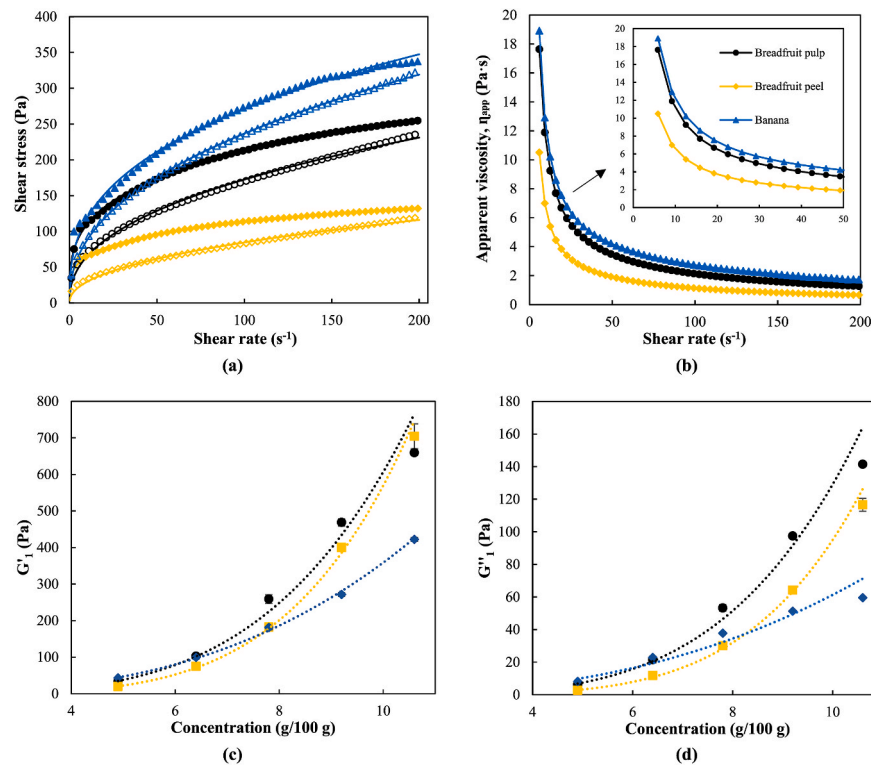 400
350
300
250
200
150
100
50
0
Shear stress (Pa)
0 50 100 150 200
Shear rate (s⁻¹)
(a)
20
18
16
14
12
10
8
6
4
2
0
Apparent viscosity, η_app (Pa·s)
0 50 100 150 200
Shear rate (s⁻¹)
20
18
16
14
12
10
8
6
4
2
0
0 10 20 30 40 50
Breadfruit pulp
Breadfruit peel
Banana
(b)
800
700
600
500
400
300
200
100
0
G'₁ (Pa)
4 6 8 10
Concentration (g/100 g)
(c)
180
160
140
120
100
80
60
40
20
0
G''₁ (Pa)
4 6 8 10
Concentration (g/100 g)
(d)